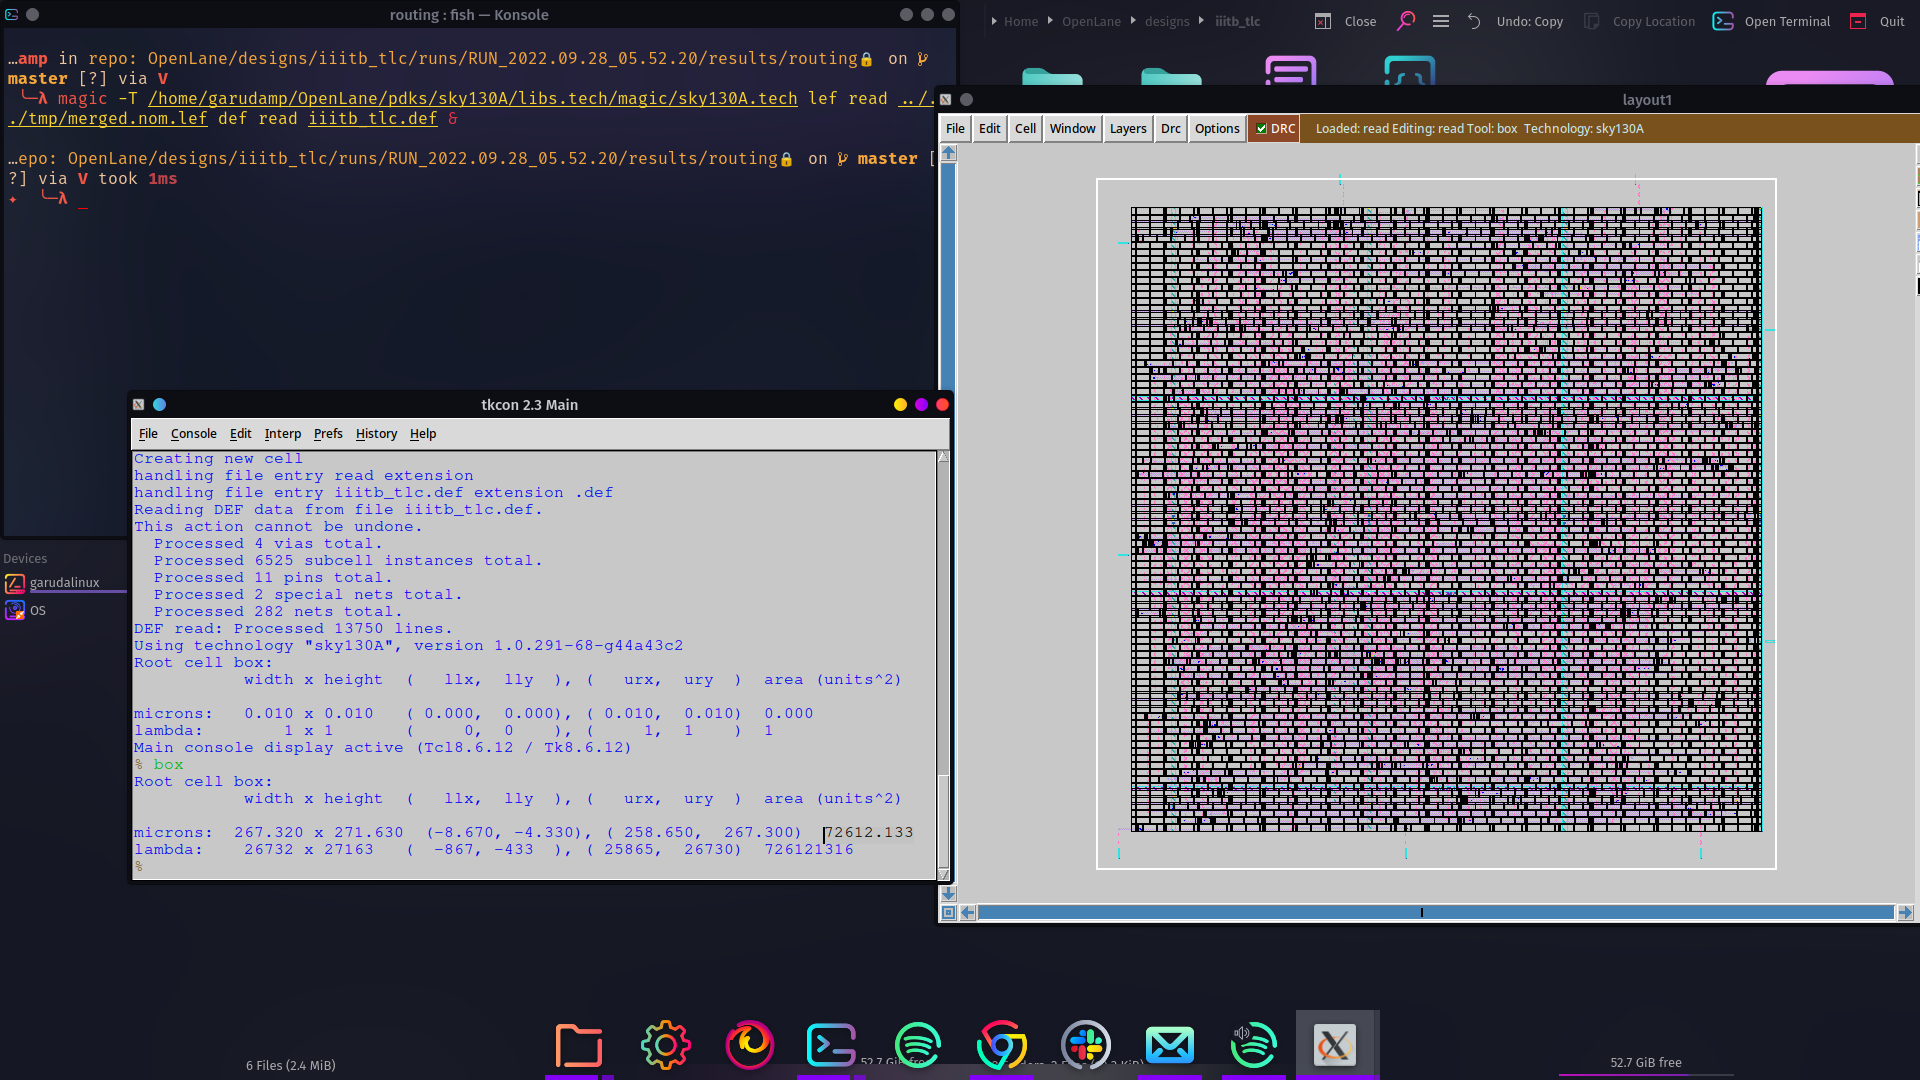 routing : fish — Konsole
…amp in repo: OpenLane/designs/iiitb_tlc/runs/RUN_2022.09.28_05.52.20/results/routing🔒 on
master [?] via V
╰─λ magic -T /home/garudamp/OpenLane/pdks/sky130A/libs.tech/magic/sky130A.tech lef read ../.
./tmp/merged.nom.lef def read iiitb_tlc.def &
…epo: OpenLane/designs/iiitb_tlc/runs/RUN_2022.09.28_05.52.20/results/routing🔒 on master [
?] via V took 1ms
✦ ╰─λ _
Home OpenLane designs iiitb_tlc Close Undo: Copy Copy Location Open Terminal Quit
layout1
File Edit Cell Window Layers Drc Options DRC Loaded: read Editing: read Tool: box Technology: sky130A
Devices
garudalinux
OS
tkcon 2.3 Main
File Console Edit Interp Prefs History Help
Creating new cell
handling file entry read extension
handling file entry iiitb_tlc.def extension .def
Reading DEF data from file iiitb_tlc.def.
This action cannot be undone.
Processed 4 vias total.
Processed 6525 subcell instances total.
Processed 11 pins total.
Processed 2 special nets total.
Processed 282 nets total.
DEF read: Processed 13750 lines.
Using technology "sky130A", version 1.0.291-68-g44a43c2
Root cell box:
width x height ( llx, lly ), ( urx, ury ) area (units^2)
microns: 0.010 x 0.010 ( 0.000, 0.000), ( 0.010, 0.010) 0.000
lambda: 1 x 1 ( 0, 0 ), ( 1, 1 ) 1
Main console display active (Tcl8.6.12 / Tk8.6.12)
% box
Root cell box:
width x height ( llx, lly ), ( urx, ury ) area (units^2)
microns: 267.320 x 271.630 (-8.670, -4.330), ( 258.650, 267.300) 72612.133
lambda: 26732 x 27163 ( -867, -433 ), ( 25865, 26730) 726121316
%
6 Files (2.4 MiB)
52.7 GiB free
52.7 GiB free